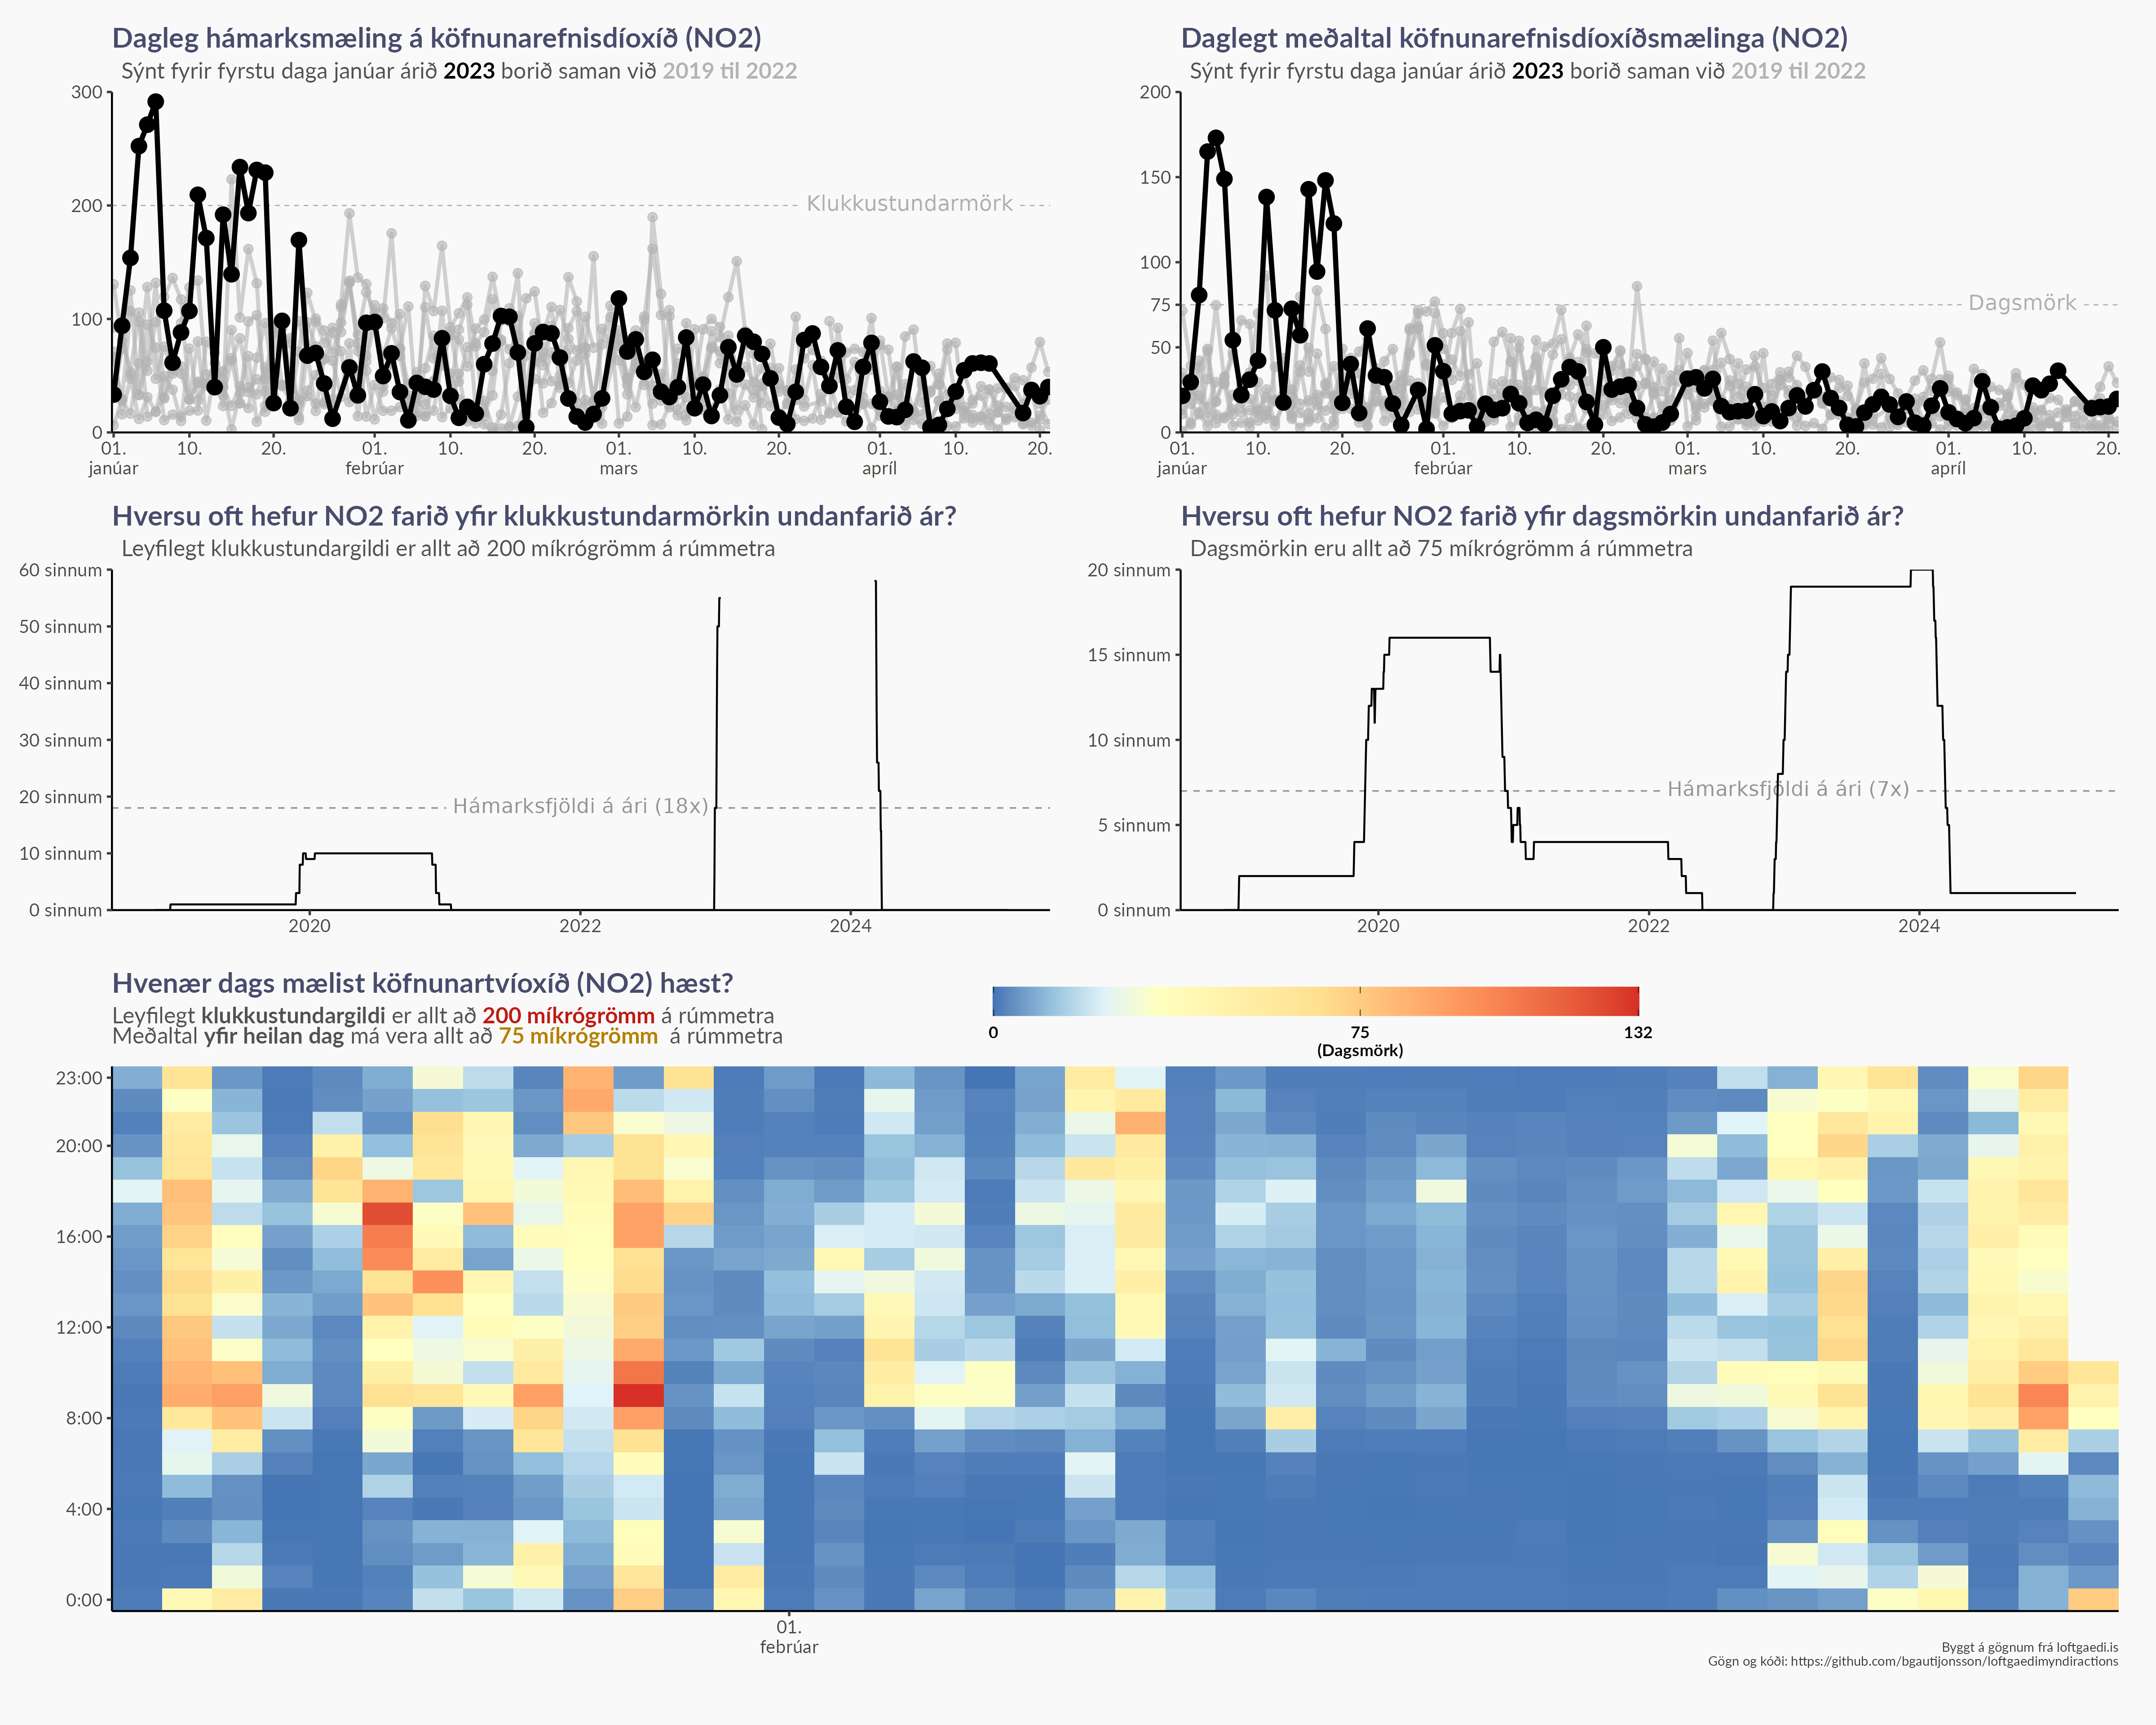 Dagleg hámarksmæling á köfnunarefnisdíoxíð (NO2)
Sýnt fyrir fyrstu daga janúar árið 2023 borið saman við 2019 til 2022
300
200
100
0
Klukkustundarmörk
01. 10. 20. 01. 10. 20. 01. 10. 20. 01. 10. 20.
janúar febrúar mars apríl
Daglegt meðaltal köfnunarefnisdíoxíðsmælinga (NO2)
Sýnt fyrir fyrstu daga janúar árið 2023 borið saman við 2019 til 2022
200
150
100
75
50
0
Dagsmörk
01. 10. 20. 01. 10. 20. 01. 10. 20. 01. 10. 20.
janúar febrúar mars apríl
Hversu oft hefur NO2 farið yfir klukkustundarmörkin undanfarið ár?
Leyfilegt klukkustundargildi er allt að 200 míkrógrömm á rúmmetra
60 sinnum
50 sinnum
40 sinnum
30 sinnum
20 sinnum
10 sinnum
0 sinnum
Hámarksfjöldi á ári (18x)
2020 2022 2024
Hversu oft hefur NO2 farið yfir dagsmörkin undanfarið ár?
Dagsmörkin eru allt að 75 míkrógrömm á rúmmetra
20 sinnum
15 sinnum
10 sinnum
5 sinnum
0 sinnum
Hámarksfjöldi á ári (7x)
2020 2022 2024
Hvenær dags mælist köfnunartvíoxíð (NO2) hæst?
Leyfilegt klukkustundargildi er allt að 200 míkrógrömm á rúmmetra
Meðaltal yfir heilan dag má vera allt að 75 míkrógrömm á rúmmetra
0 75 132
(Dagsmörk)
23:00
20:00
16:00
12:00
8:00
4:00
0:00
01.
febrúar
Byggt á gögnum frá loftgaedi.is
Gögn og kóði: https://github.com/bgautijonsson/loftgaedimyndiractions